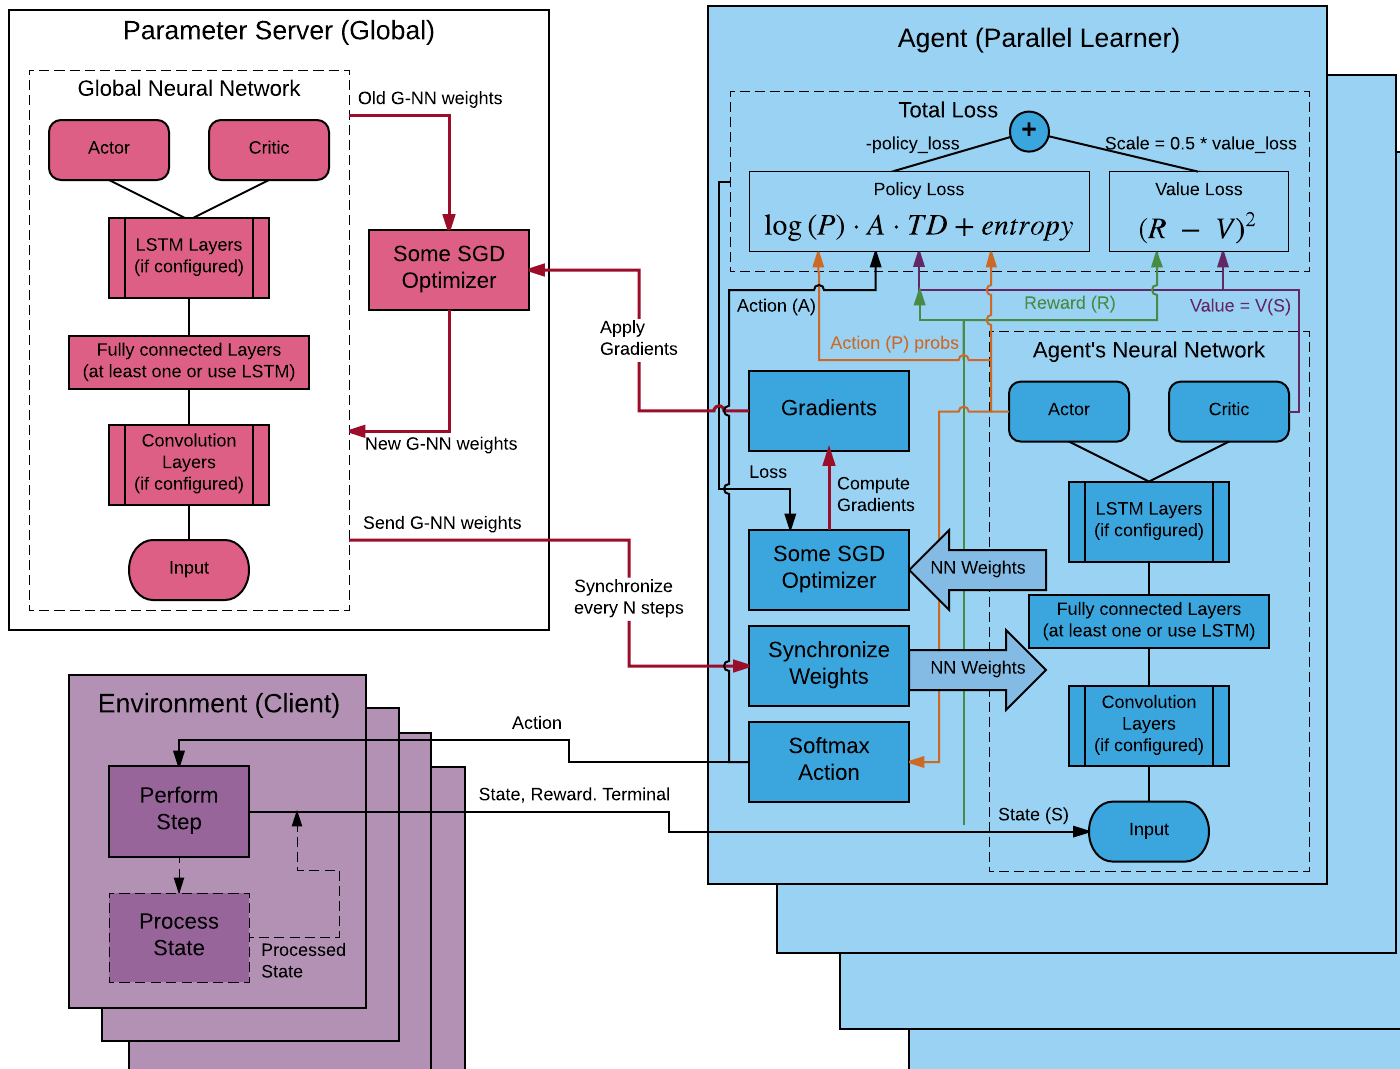 Parameter Server (Global)
Global Neural Network
Actor
Critic
LSTM Layers
(if configured)
Fully connected Layers
(at least one or use LSTM)
Convolution
Layers
(if configured)
Input
Old G-NN weights
Some SGD
Optimizer
New G-NN weights
Send G-NN weights
Apply
Gradients
Synchronize
every N steps
Environment (Client)
Perform
Step
Process
State
Processed
State
Action
State, Reward. Terminal
Agent (Parallel Learner)
Total Loss
+
-policy_loss
Scale = 0.5 * value_loss
Policy Loss
log (P) · A · TD + entropy
Value Loss
(R − V)²
Action (A)
Reward (R)
Value = V(S)
Action (P) probs
Agent's Neural Network
Gradients
Actor
Critic
Loss
Compute
Gradients
LSTM Layers
(if configured)
Some SGD
Optimizer
NN Weights
Fully connected Layers
(at least one or use LSTM)
Synchronize
Weights
NN Weights
Convolution
Layers
(if configured)
Softmax
Action
State (S)
Input